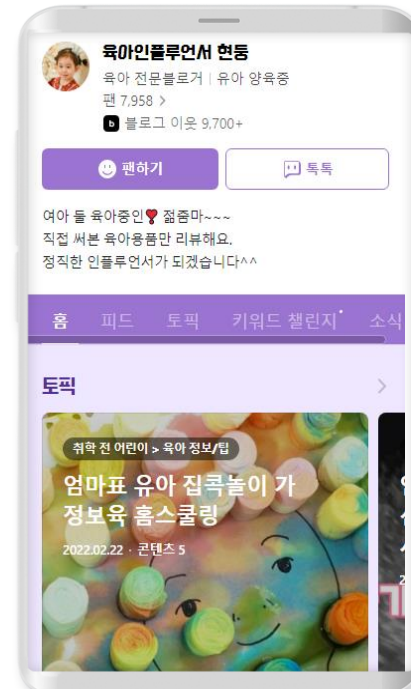 육아인플루언서 현동
육아 전문블로거 | 유아 양육중
팬 7,958 >
b 블로그 이웃 9,700+
팬하기
톡톡
여아 둘 육아중인❣️ 젊줌마~~~
직접 써본 육아용품만 리뷰해요.
정직한 인플루언서가 되겠습니다^^
홈 피드 토픽 키워드 챌린지 소식
토픽 >
취학 전 어린이 > 육아 정보/팁
엄마표 유아 집콕놀이 가
정보육 홈스쿨링
2022.02.22 · 콘텐츠 5